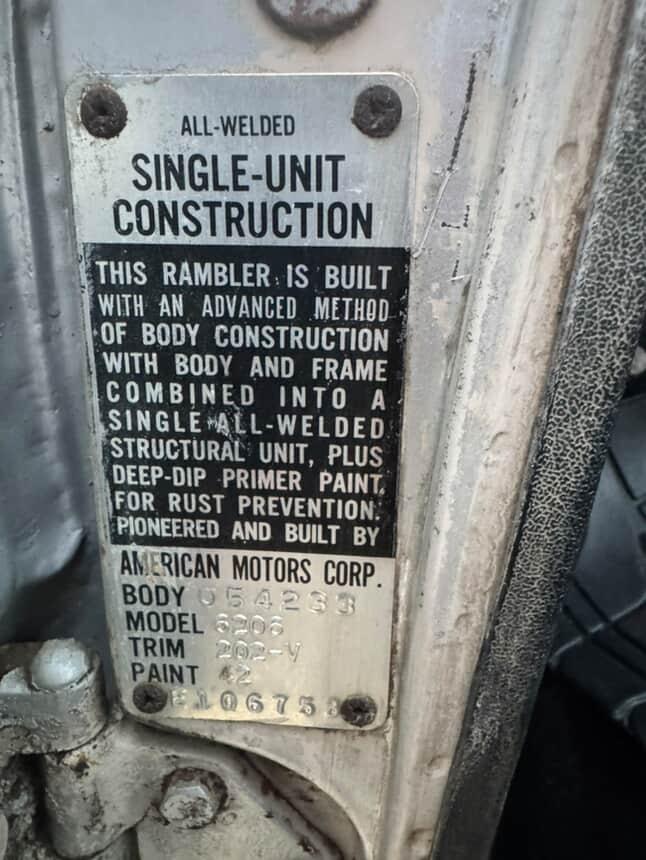 ALL-WELDED
SINGLE-UNIT
CONSTRUCTION
THIS RAMBLER IS BUILT
WITH AN ADVANCED METHOD
OF BODY CONSTRUCTION
WITH BODY AND FRAME
COMBINED INTO A
SINGLE ALL-WELDED
STRUCTURAL UNIT, PLUS
DEEP-DIP PRIMER PAINT,
FOR RUST PREVENTION.
PIONEERED AND BUILT BY
AMERICAN MOTORS CORP.
BODY 054233
MODEL 6206
TRIM 202-V
PAINT 42